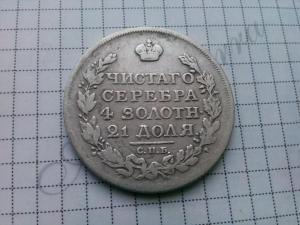 ЧИСТАГО
СЕРЕБРА
4 ЗОЛОТН
21 ДОЛЯ
С.П.Б.